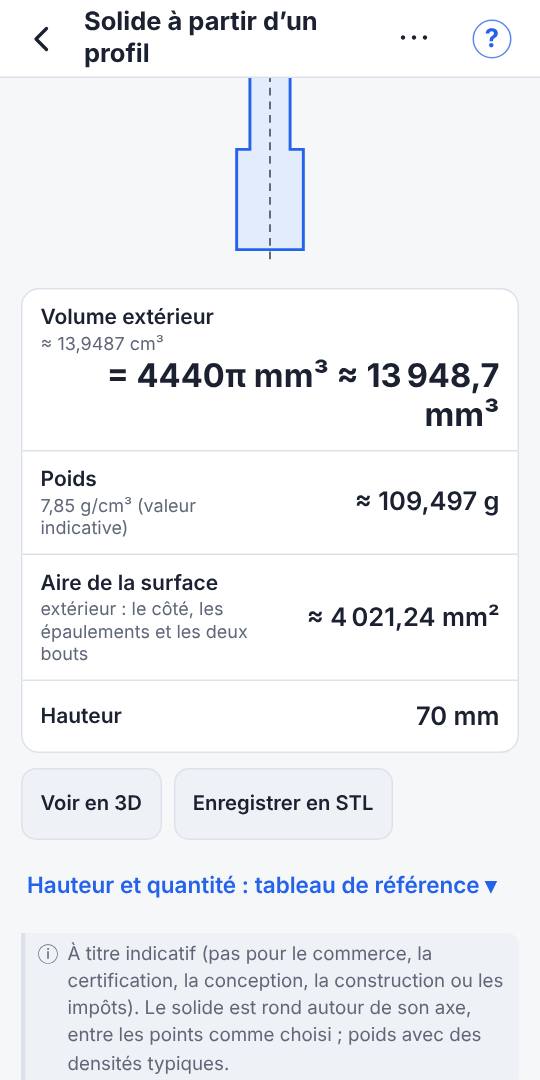 Solide à partir d’un
profil
···
?
Volume extérieur
≈ 13,9487 cm³
= 4440π mm³ ≈ 13 948,7
mm³
Poids
7,85 g/cm³ (valeur
indicative)
≈ 109,497 g
Aire de la surface
extérieur : le côté, les
épaulements et les deux
bouts
≈ 4 021,24 mm²
Hauteur
70 mm
Voir en 3D
Enregistrer en STL
Hauteur et quantité : tableau de référence ▾
À titre indicatif (pas pour le commerce, la
certification, la conception, la construction ou les
impôts). Le solide est rond autour de son axe,
entre les points comme choisi ; poids avec des
densités typiques.